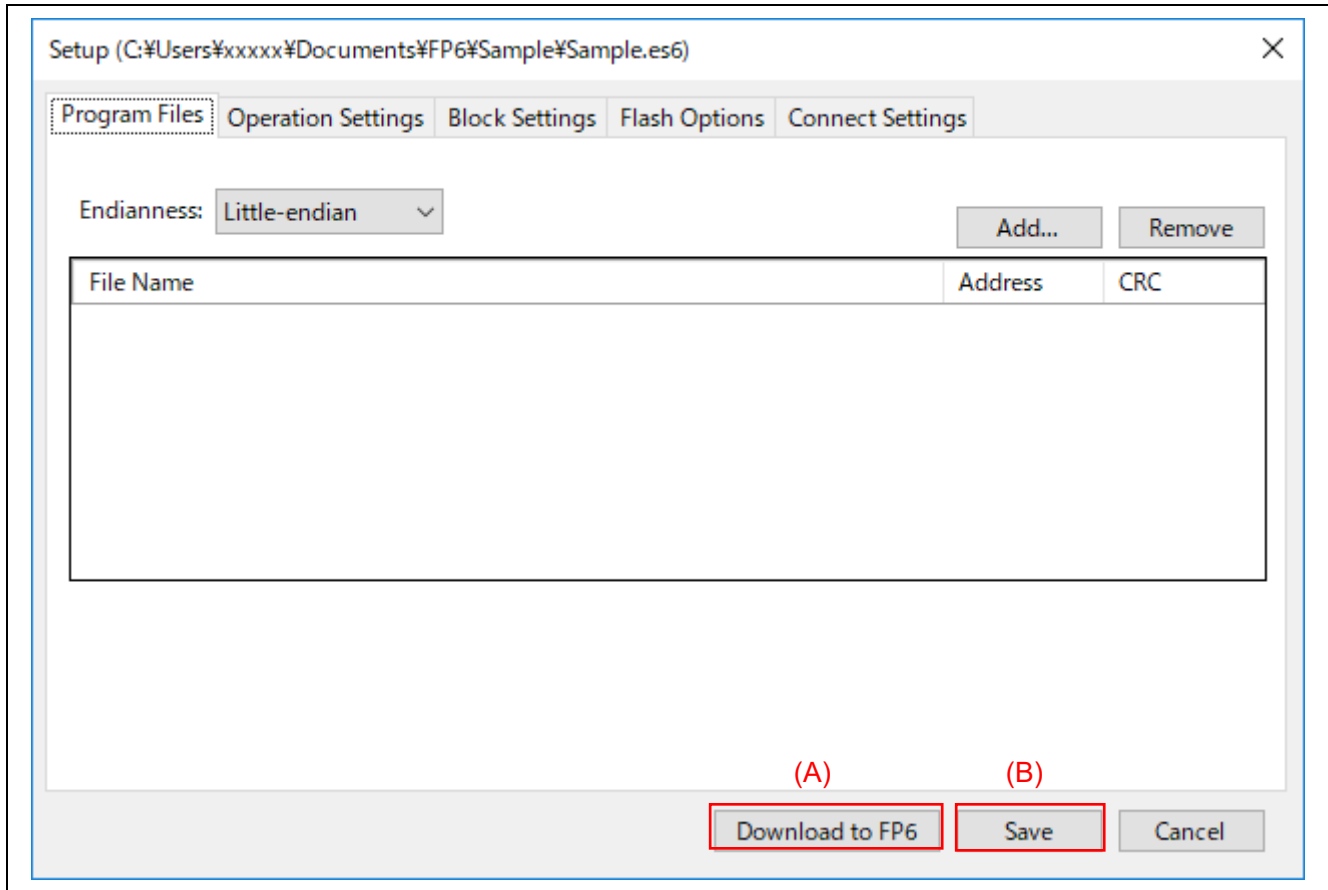 Setup (C:¥Users¥xxxxx¥Documents¥FP6¥Sample¥Sample.es6)
Program Files Operation Settings Block Settings Flash Options Connect Settings
Endianness: Little-endian
Add... Remove
File Name Address CRC
(A) (B)
Download to FP6 Save Cancel